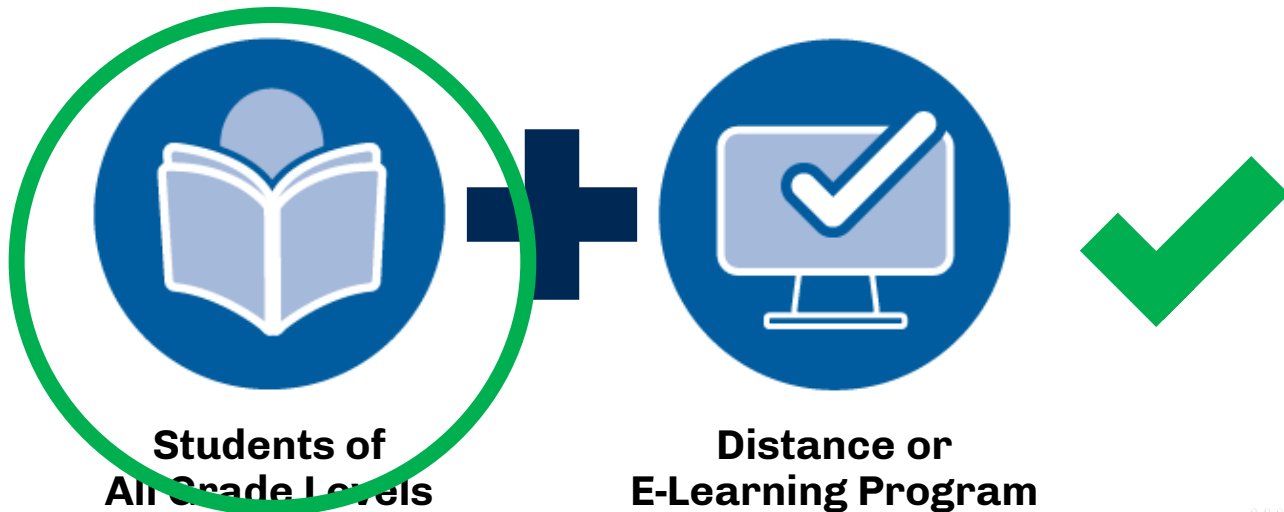 Students of
All Grade Levels
Distance or
E-Learning Program